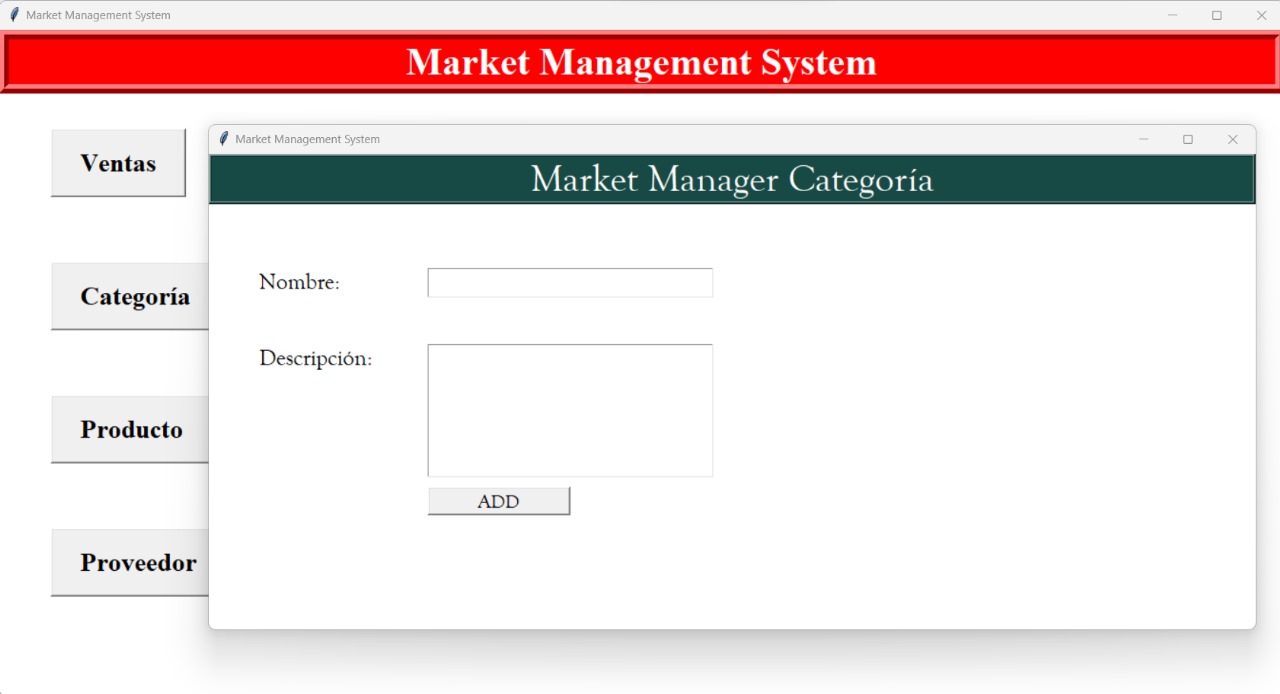 Market Management System
Market Management System
Ventas
Market Management System
Market Manager Categoría
Categoría
Nombre:
Descripción:
Producto
ADD
Proveedor